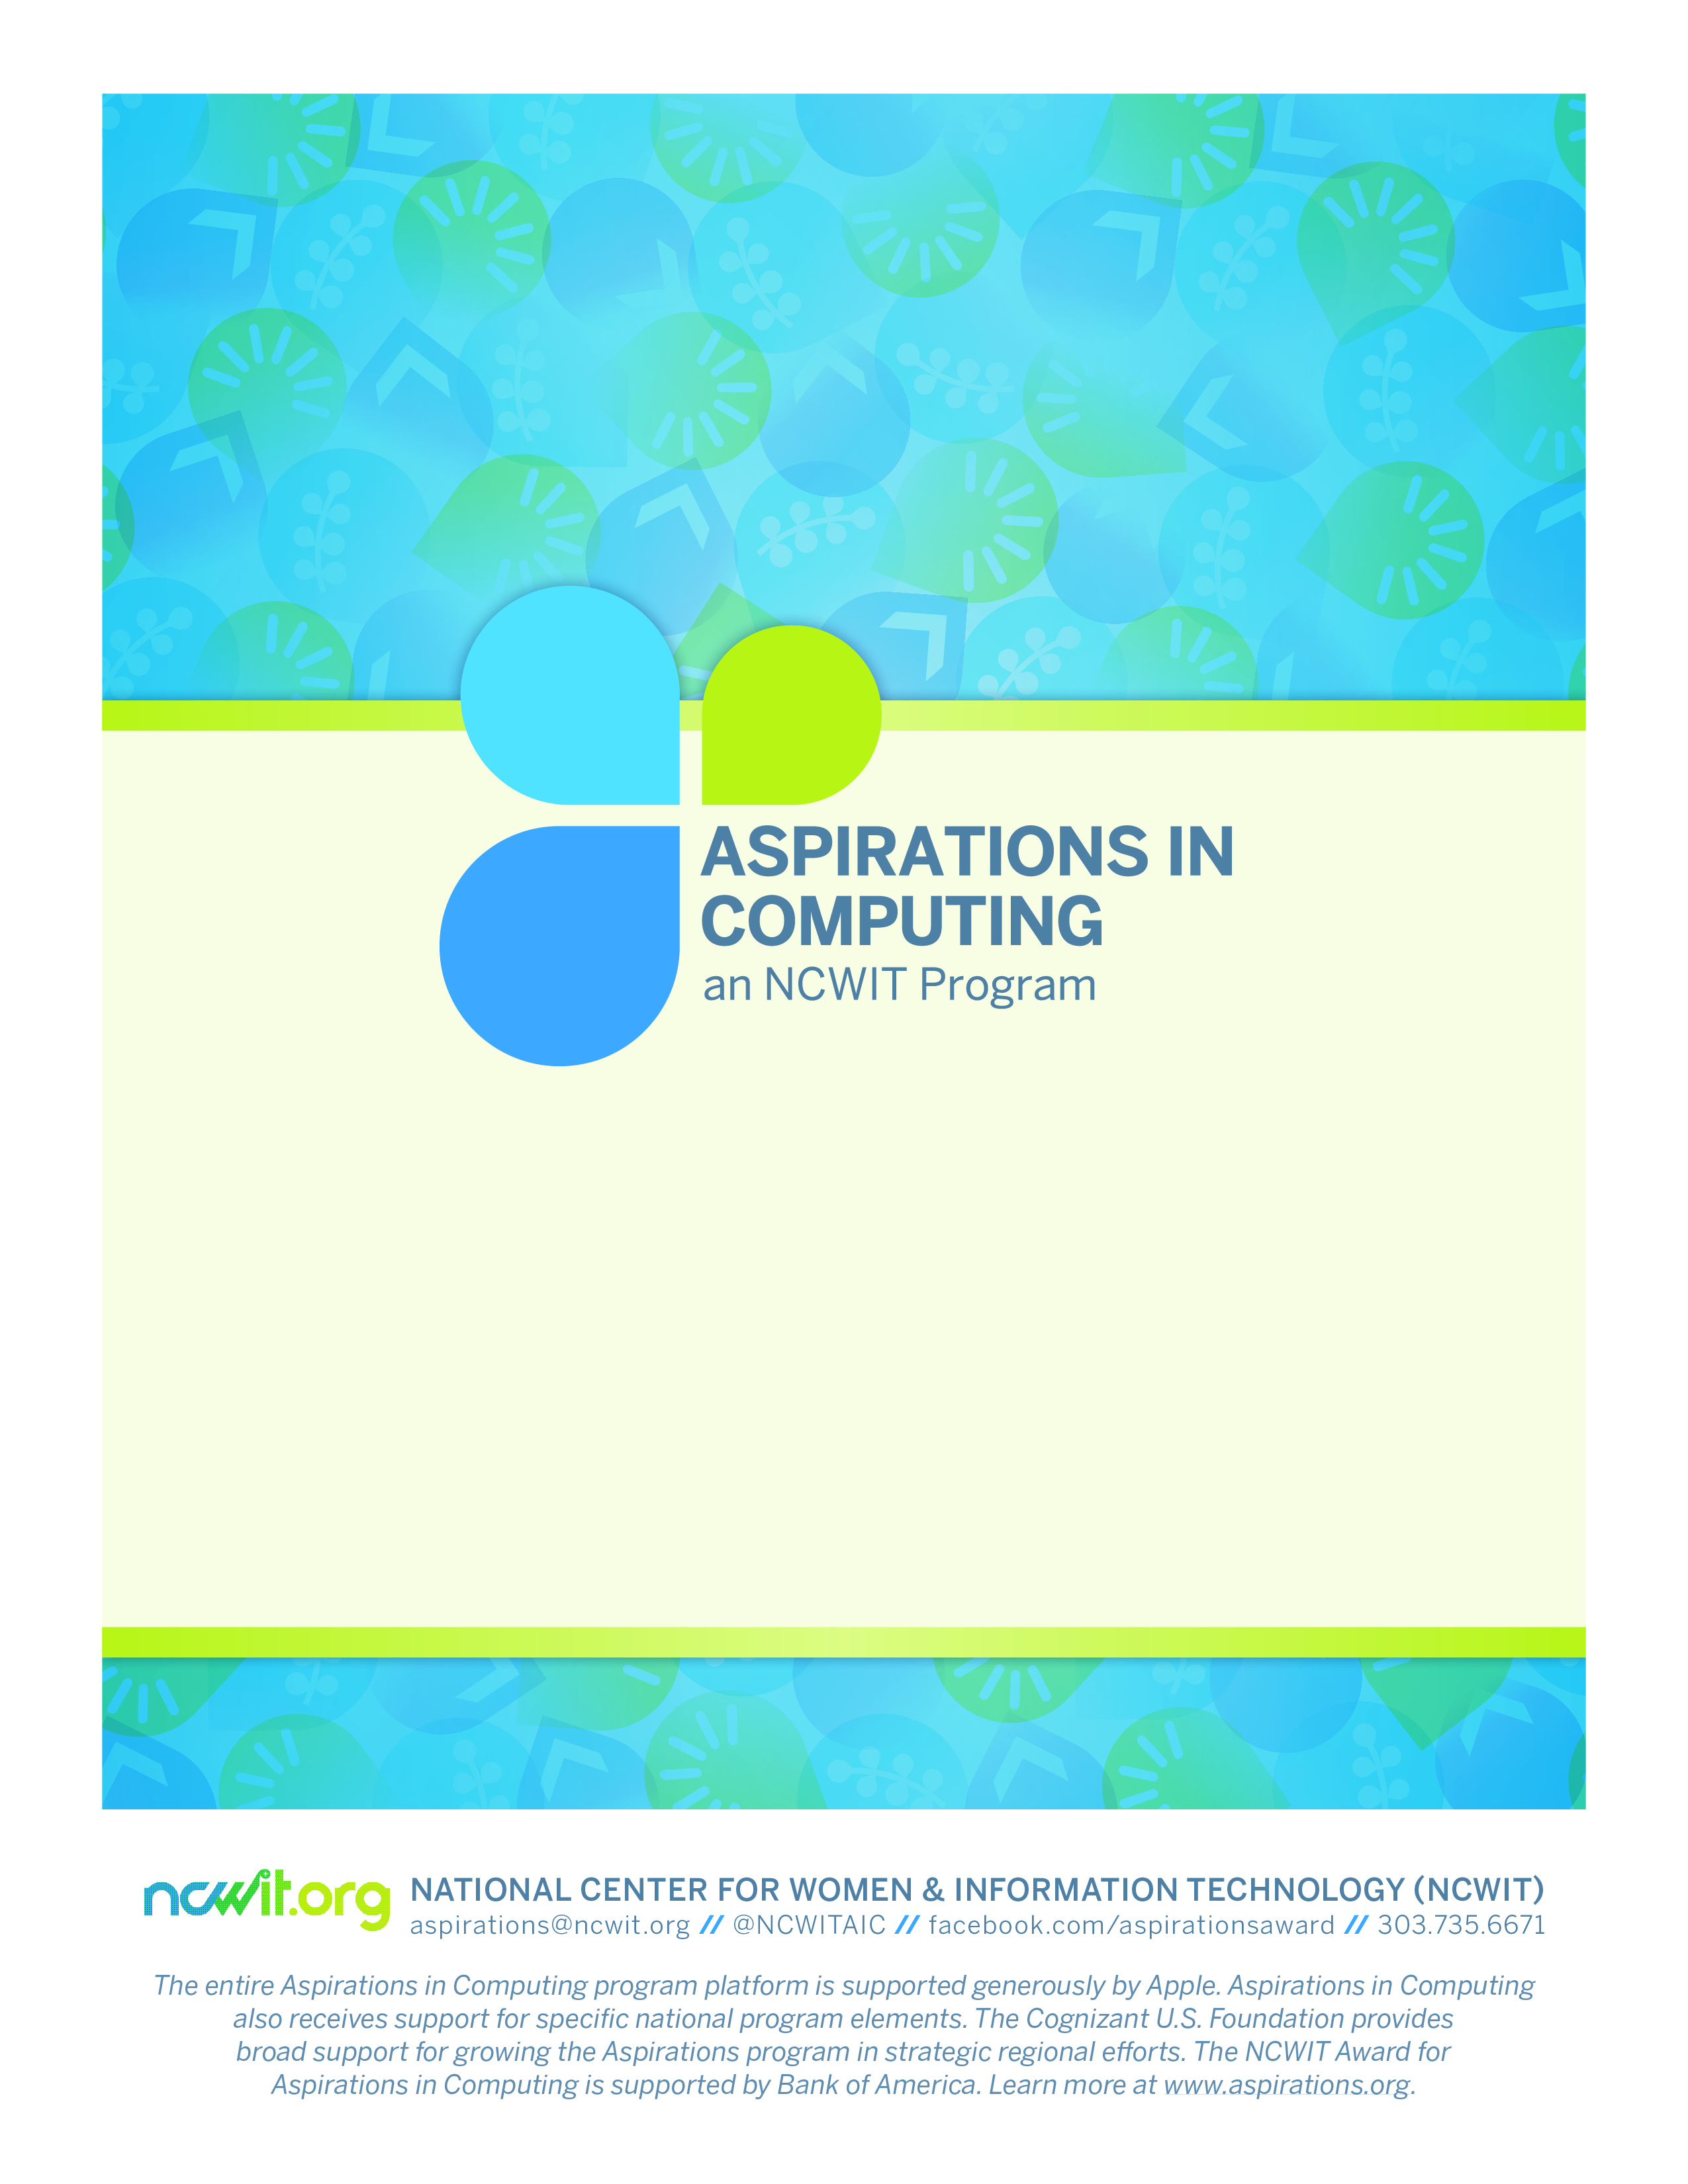 ASPIRATIONS IN
COMPUTING
an NCWIT Program
ncwit.org
NATIONAL CENTER FOR WOMEN & INFORMATION TECHNOLOGY (NCWIT)
aspirations@ncwit.org // @NCWITAIC // facebook.com/aspirationsaward // 303.735.6671
The entire Aspirations in Computing program platform is supported generously by Apple. Aspirations in Computing
also receives support for specific national program elements. The Cognizant U.S. Foundation provides
broad support for growing the Aspirations program in strategic regional efforts. The NCWIT Award for
Aspirations in Computing is supported by Bank of America. Learn more at www.aspirations.org.